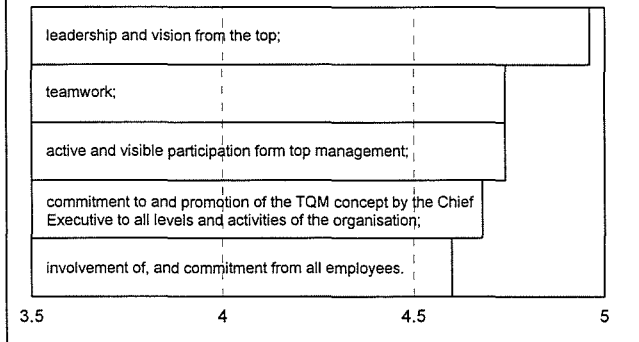 leadership and vision from the top;
teamwork;
active and visible participation form top management;
commitment to and promotion of the TQM concept by the Chief
Executive to all levels and activities of the organisation;
involvement of, and commitment from all employees.
3.5 4 4.5 5